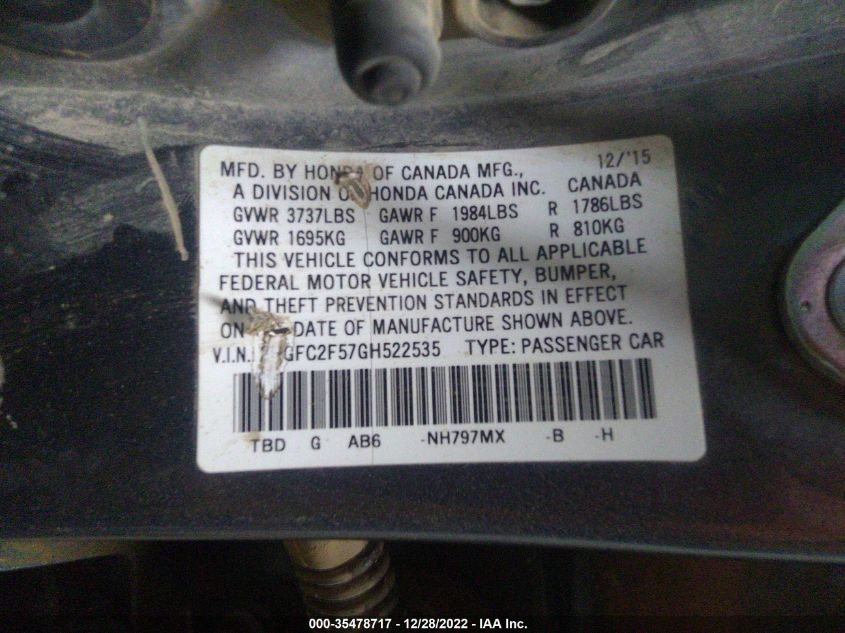 MFD. BY HONDA OF CANADA MFG., 12/'15
A DIVISION OF HONDA CANADA INC. CANADA
GVWR 3737LBS GAWR F 1984LBS R 1786LBS
GVWR 1695KG GAWR F 900KG R 810KG
THIS VEHICLE CONFORMS TO ALL APPLICABLE
FEDERAL MOTOR VEHICLE SAFETY, BUMPER,
AND THEFT PREVENTION STANDARDS IN EFFECT
ON DATE OF MANUFACTURE SHOWN ABOVE.
V.I.N. GFC2F57GH522535 TYPE: PASSENGER CAR
TBD G AB6 -NH797MX -B -H
000-35478717 - 12/28/2022 - IAA Inc.